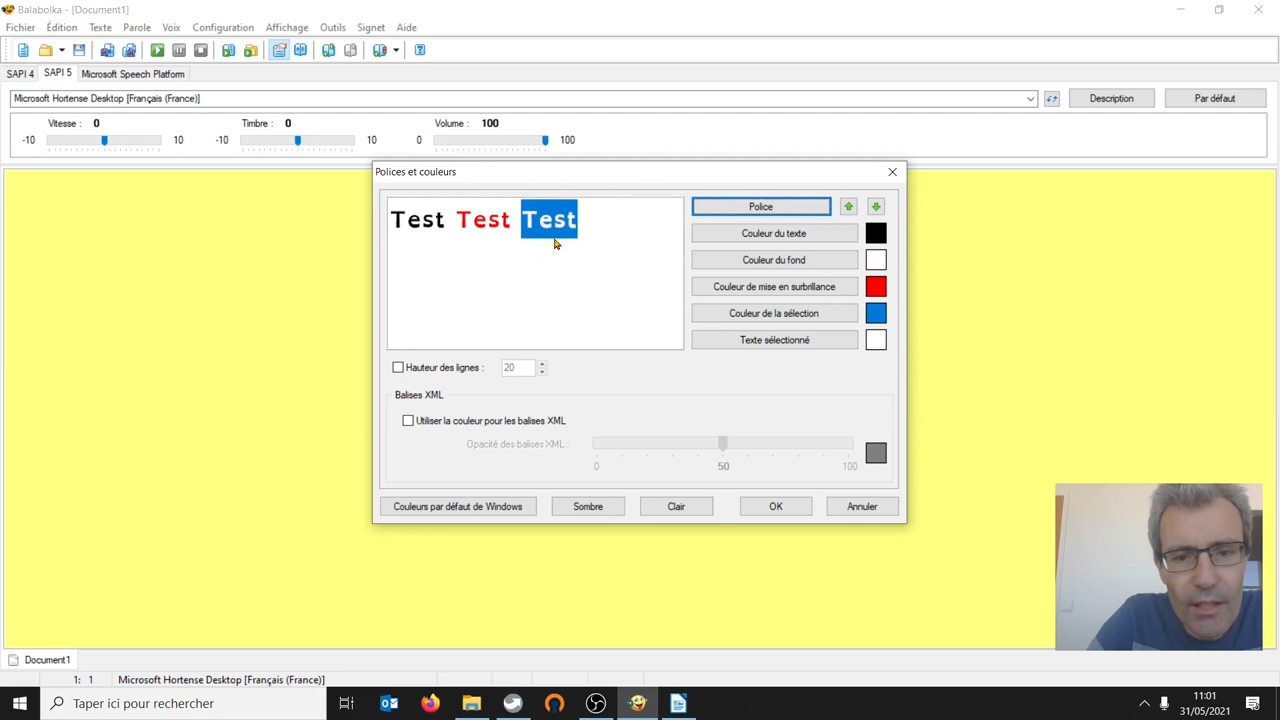 Balabolka - [Document1]
Fichier Édition Texte Parole Voix Configuration Affichage Outils Signet Aide
SAPI 4 SAPI 5 Microsoft Speech Platform
Microsoft Hortense Desktop [Français (France)] Description Par défaut
Vitesse : 0 Timbre : 0 Volume : 100
-10 10 -10 10 0 100
Polices et couleurs
Test Test Test
Police
Couleur du texte
Couleur du fond
Couleur de mise en surbrillance
Couleur de la sélection
Texte sélectionné
Hauteur des lignes : 20
Balises XML
Utiliser la couleur pour les balises XML
Opacité des balises XML :
0 50 100
Couleurs par défaut de Windows Sombre Clair OK Annuler
Document1
1: 1 Microsoft Hortense Desktop [Français (France)]
Taper ici pour rechercher
11:01
31/05/2021